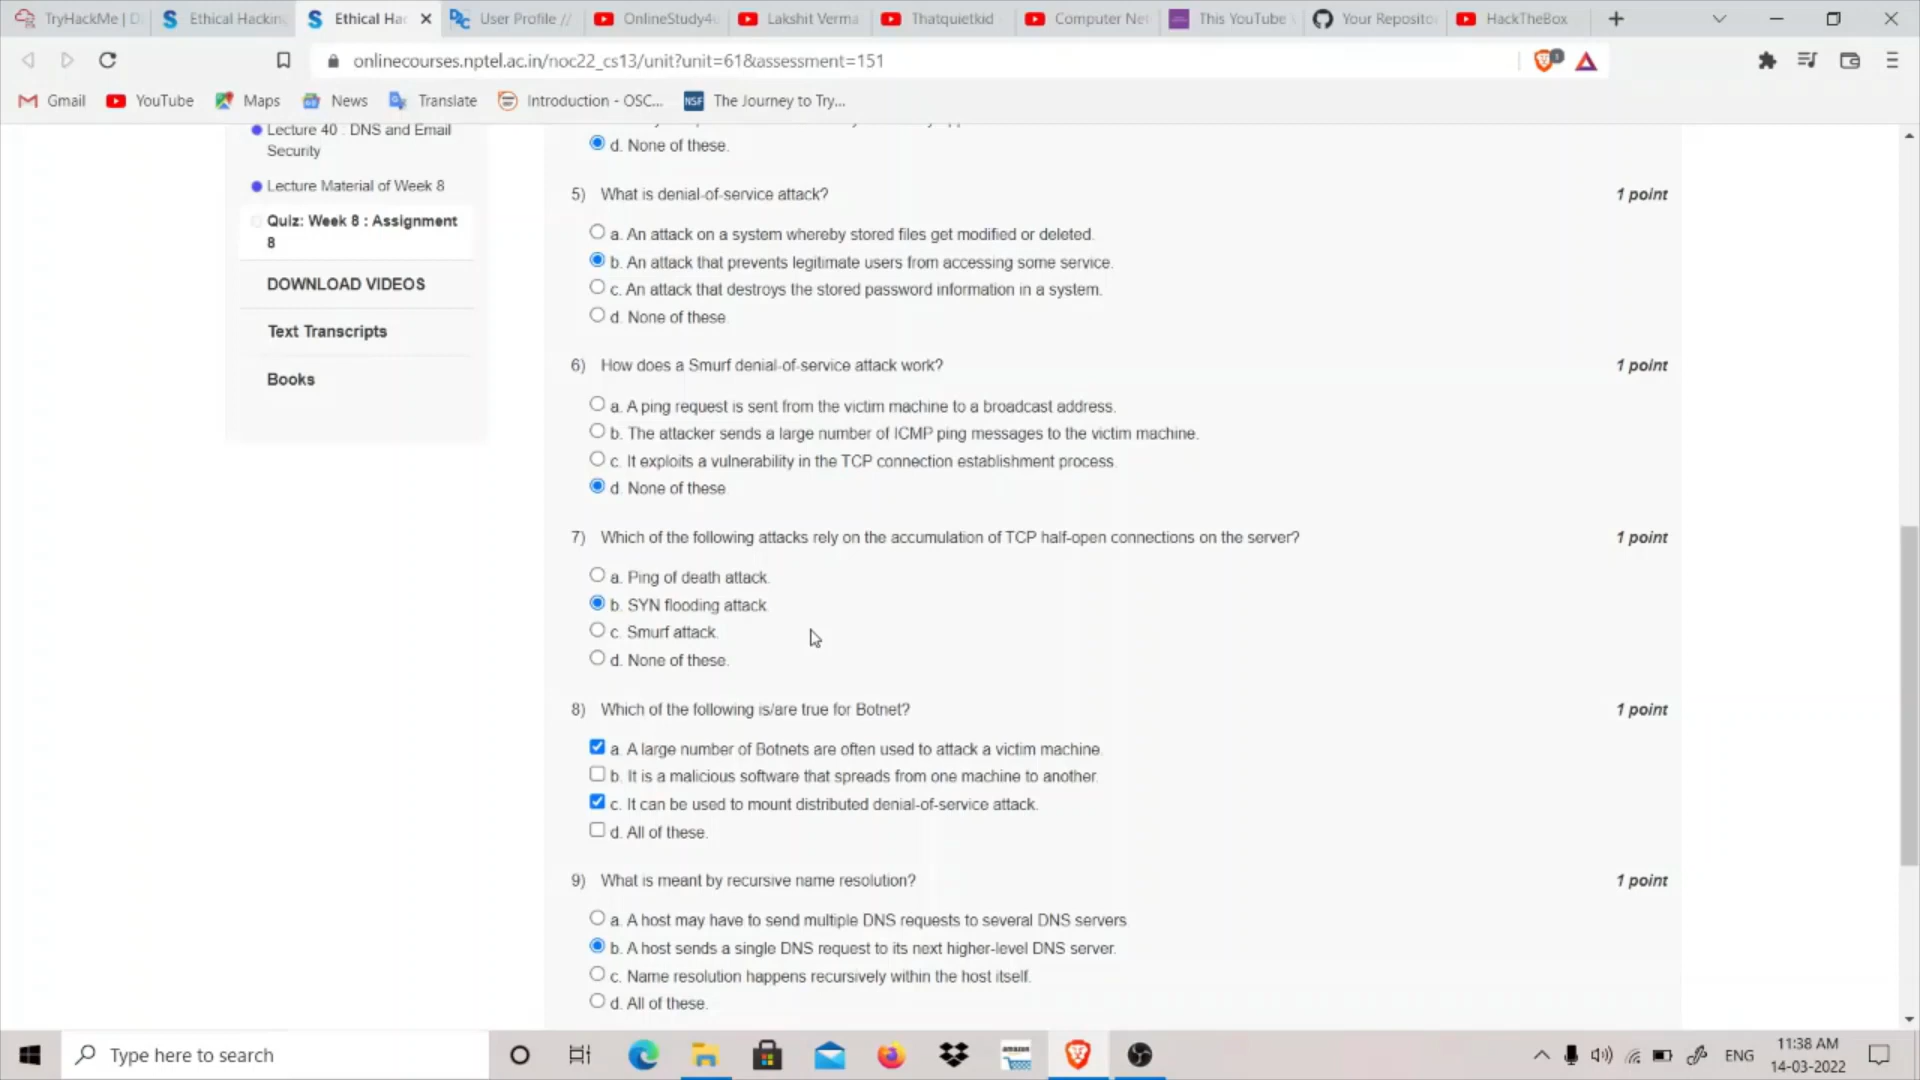 TryHackMe | D
Ethical Hacking
Ethical Hac
User Profile //
OnlineStudy4u
Lakshit Verma
Thatquietkid
Computer Net
This YouTube V
Your Reposito
HackTheBox
onlinecourses.nptel.ac.in/noc22_cs13/unit?unit=61&assessment=151
1
Gmail
YouTube
Maps
News
Translate
Introduction - OSC...
NSF
The Journey to Try...
Lecture 40 : DNS and Email
Security
Lecture Material of Week 8
Quiz: Week 8 : Assignment
8
DOWNLOAD VIDEOS
Text Transcripts
Books
d. None of these.
5) What is denial-of-service attack? 1 point
a. An attack on a system whereby stored files get modified or deleted.
b. An attack that prevents legitimate users from accessing some service.
c. An attack that destroys the stored password information in a system.
d. None of these.
6) How does a Smurf denial-of-service attack work? 1 point
a. A ping request is sent from the victim machine to a broadcast address.
b. The attacker sends a large number of ICMP ping messages to the victim machine.
c. It exploits a vulnerability in the TCP connection establishment process.
d. None of these.
7) Which of the following attacks rely on the accumulation of TCP half-open connections on the server? 1 point
a. Ping of death attack.
b. SYN flooding attack.
c. Smurf attack.
d. None of these.
8) Which of the following is/are true for Botnet? 1 point
a. A large number of Botnets are often used to attack a victim machine.
b. It is a malicious software that spreads from one machine to another.
c. It can be used to mount distributed denial-of-service attack.
d. All of these.
9) What is meant by recursive name resolution? 1 point
a. A host may have to send multiple DNS requests to several DNS servers.
b. A host sends a single DNS request to its next higher-level DNS server.
c. Name resolution happens recursively within the host itself.
d. All of these.
Type here to search
amazon
ENG
11:38 AM
14-03-2022